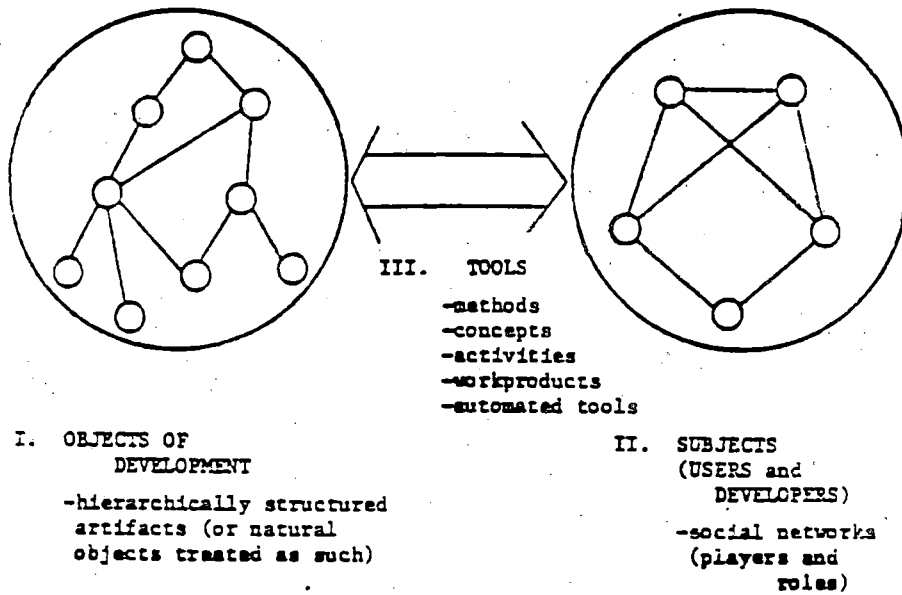 III. TOOLS
-methods
-concepts
-activities
-workproducts
-automated tools
I. OBJECTS OF
DEVELOPMENT
-hierarchically structured
artifacts (or natural
objects treated as such)
II. SUBJECTS
(USERS and
DEVELOPERS)
-social networks
(players and
roles)